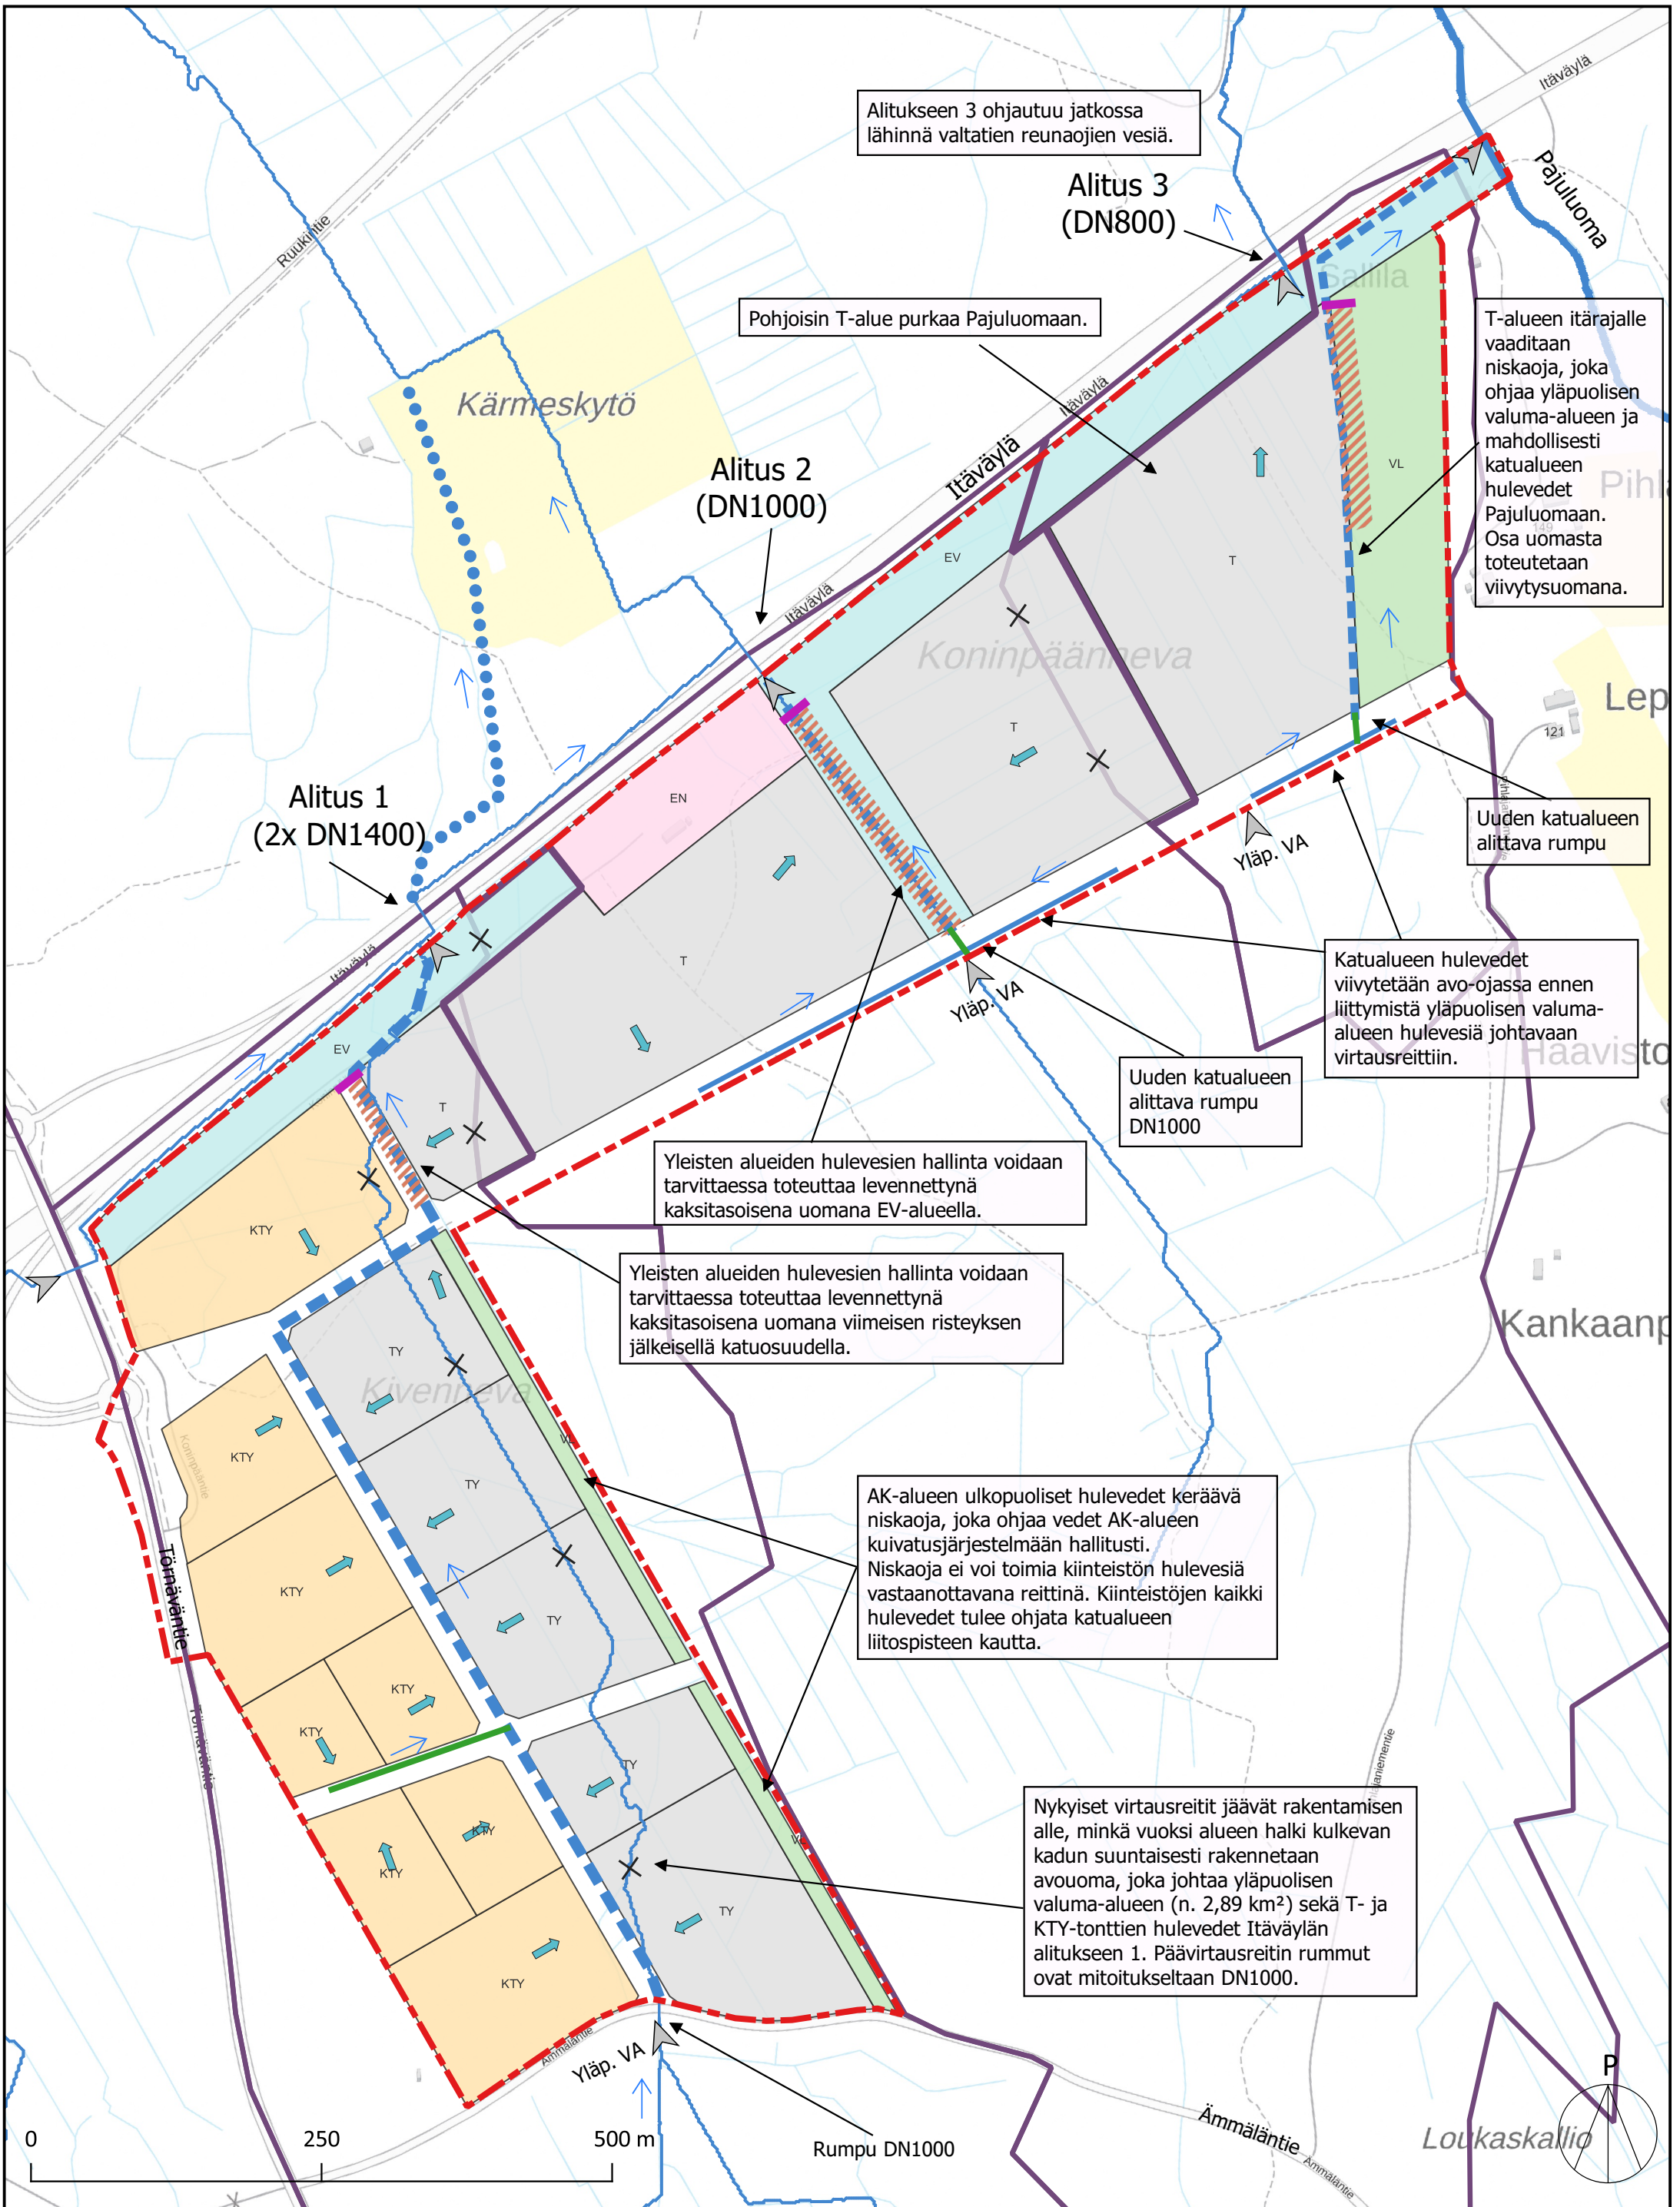 Itäväylä
Alitukseen 3 ohjautuu jatkossa
lähinnä valtatien reunaojien vesiä.
Pajuluoma
Alitus 3
(DN800)
Ruukintie
Sallila
Pohjoisin T-alue purkaa Pajuluomaan.
T-alueen itärajalle
vaaditaan
niskaoja, joka
ohjaa yläpuolisen
valuma-alueen ja
mahdollisesti
katualueen
hulevedet
Pajuluomaan.
Osa uomasta
toteutetaan
viivytysuomana.
Kärmeskytö
Itäväylä
Itäväylä
Alitus 2
(DN1000)
VL
Pihl
149
EV
T
Itäväylä
Koninpäänneva
Lep
121
T
EN
Alitus 1
(2x DN1400)
Uuden katualueen
alittava rumpu
Yläp. VA
Itäväylä
T
Yläp. VA
Katualueen hulevedet
viivytetään avo-ojassa ennen
liittymistä yläpuolisen valuma-
alueen hulevesiä johtavaan
virtausreittiin.
Haavisto
EV
Uuden katualueen
alittava rumpu
DN1000
T
Yleisten alueiden hulevesien hallinta voidaan
tarvittaessa toteuttaa levennettynä
kaksitasoisena uomana EV-alueella.
KTY
Yleisten alueiden hulevesien hallinta voidaan
tarvittaessa toteuttaa levennettynä
kaksitasoisena uomana viimeisen risteyksen
jälkeisellä katuosuudella.
Kankaanp
TY
Kivenneva
VL
KTY
Koninpääntie
TY
AK-alueen ulkopuoliset hulevedet keräävä
niskaoja, joka ohjaa vedet AK-alueen
kuivatusjärjestelmään hallitusti.
Niskaoja ei voi toimia kiinteistön hulevesiä
vastaanottavana reittinä. Kiinteistöjen kaikki
hulevedet tulee ohjata katualueen
liitospisteen kautta.
Törnäväntie
KTY
TY
KTY
KTY
Törnäväntie
TY
KTY
KTY
VL
Nykyiset virtausreitit jäävät rakentamisen
alle, minkä vuoksi alueen halki kulkevan
kadun suuntaisesti rakennetaan
avouoma, joka johtaa yläpuolisen
valuma-alueen (n. 2,89 km²) sekä T- ja
KTY-tonttien hulevedet Itäväylän
alitukseen 1. Päävirtausreitin rummut
ovat mitoitukseltaan DN1000.
TY
KTY
Ämmäläntie
Yläp. VA
P
0
250
500 m
Rumpu DN1000
Ämmäläntie
Loukaskallio
Ämmäläntie